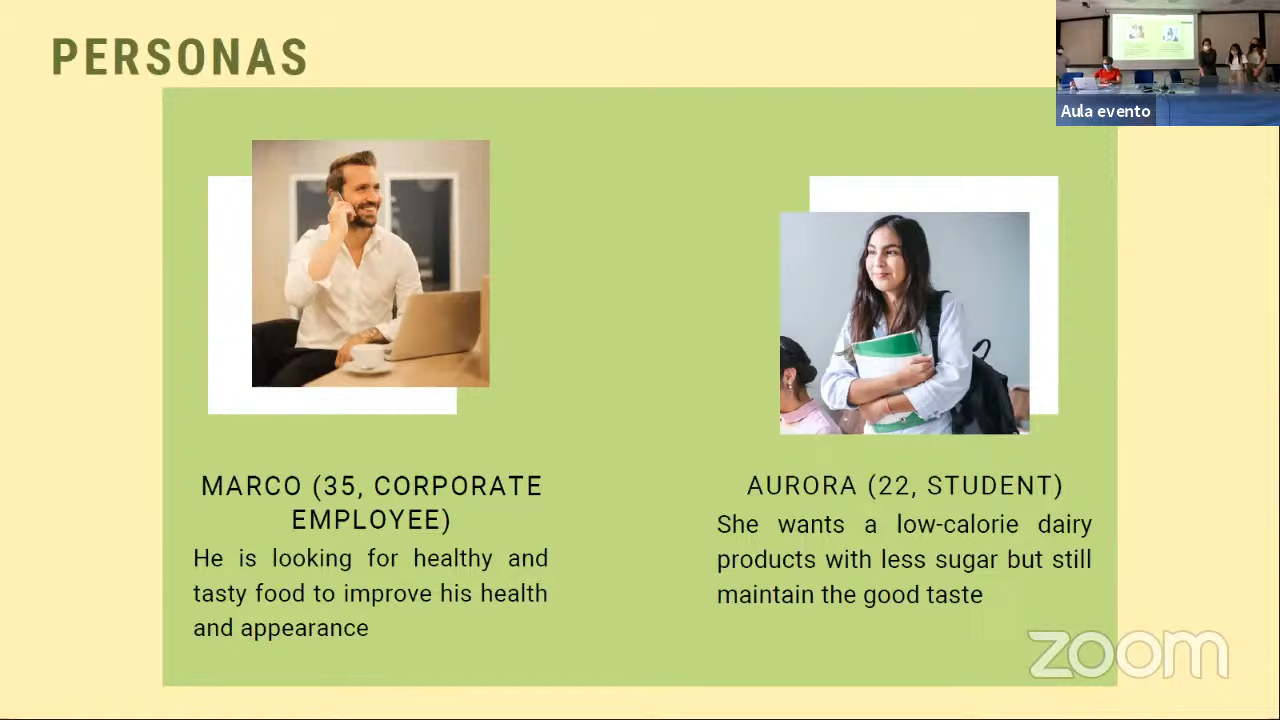 PERSONAS
Aula evento
MARCO (35, CORPORATE
EMPLOYEE)
He is looking for healthy and
tasty food to improve his health
and appearance
AURORA (22, STUDENT)
She wants a low-calorie dairy
products with less sugar but still
maintain the good taste
zoom